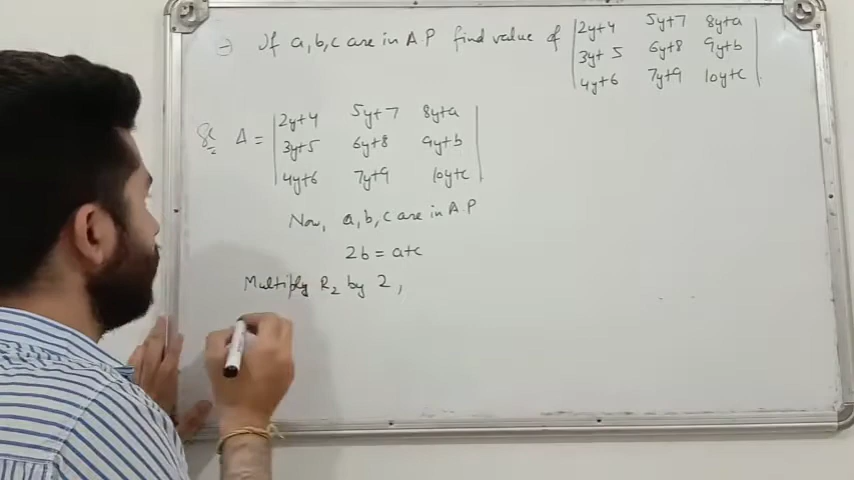 → If a,b,c are in A.P find value of | 2y+4 5y+7 8y+a |
| 3y+5 6y+8 9y+b |
| 4y+6 7y+9 10y+c |
Δ = | 2y+4 5y+7 8y+a |
| 3y+5 6y+8 9y+b |
| 4y+6 7y+9 10y+c |
Now, a,b,c are in A.P
2b = a+c
Multiply R2 by 2,